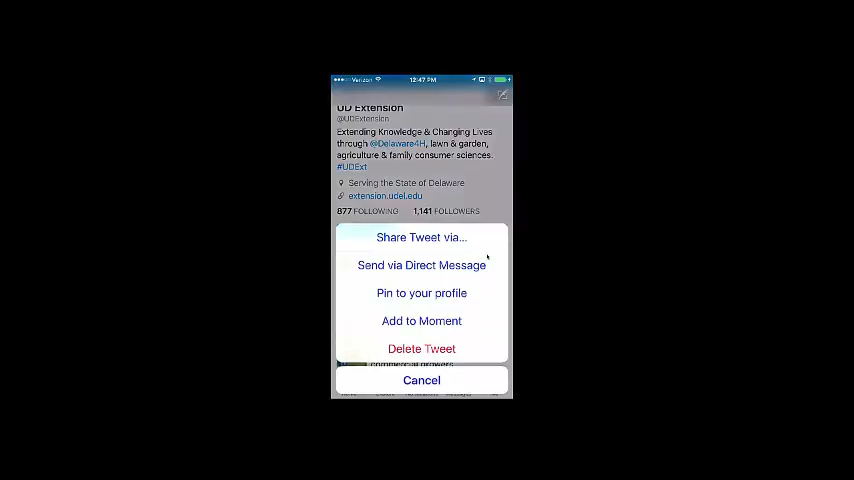 Verizon 12:47 PM
UD Extension
@UDExtension
Extending Knowledge & Changing Lives
through @Delaware4H, lawn & garden,
agriculture & family consumer sciences.
#UDExt
Serving the State of Delaware
extension.udel.edu
877 FOLLOWING 1,141 FOLLOWERS
Share Tweet via...
Send via Direct Message
Pin to your profile
Add to Moment
Delete Tweet
commercial growers
Cancel